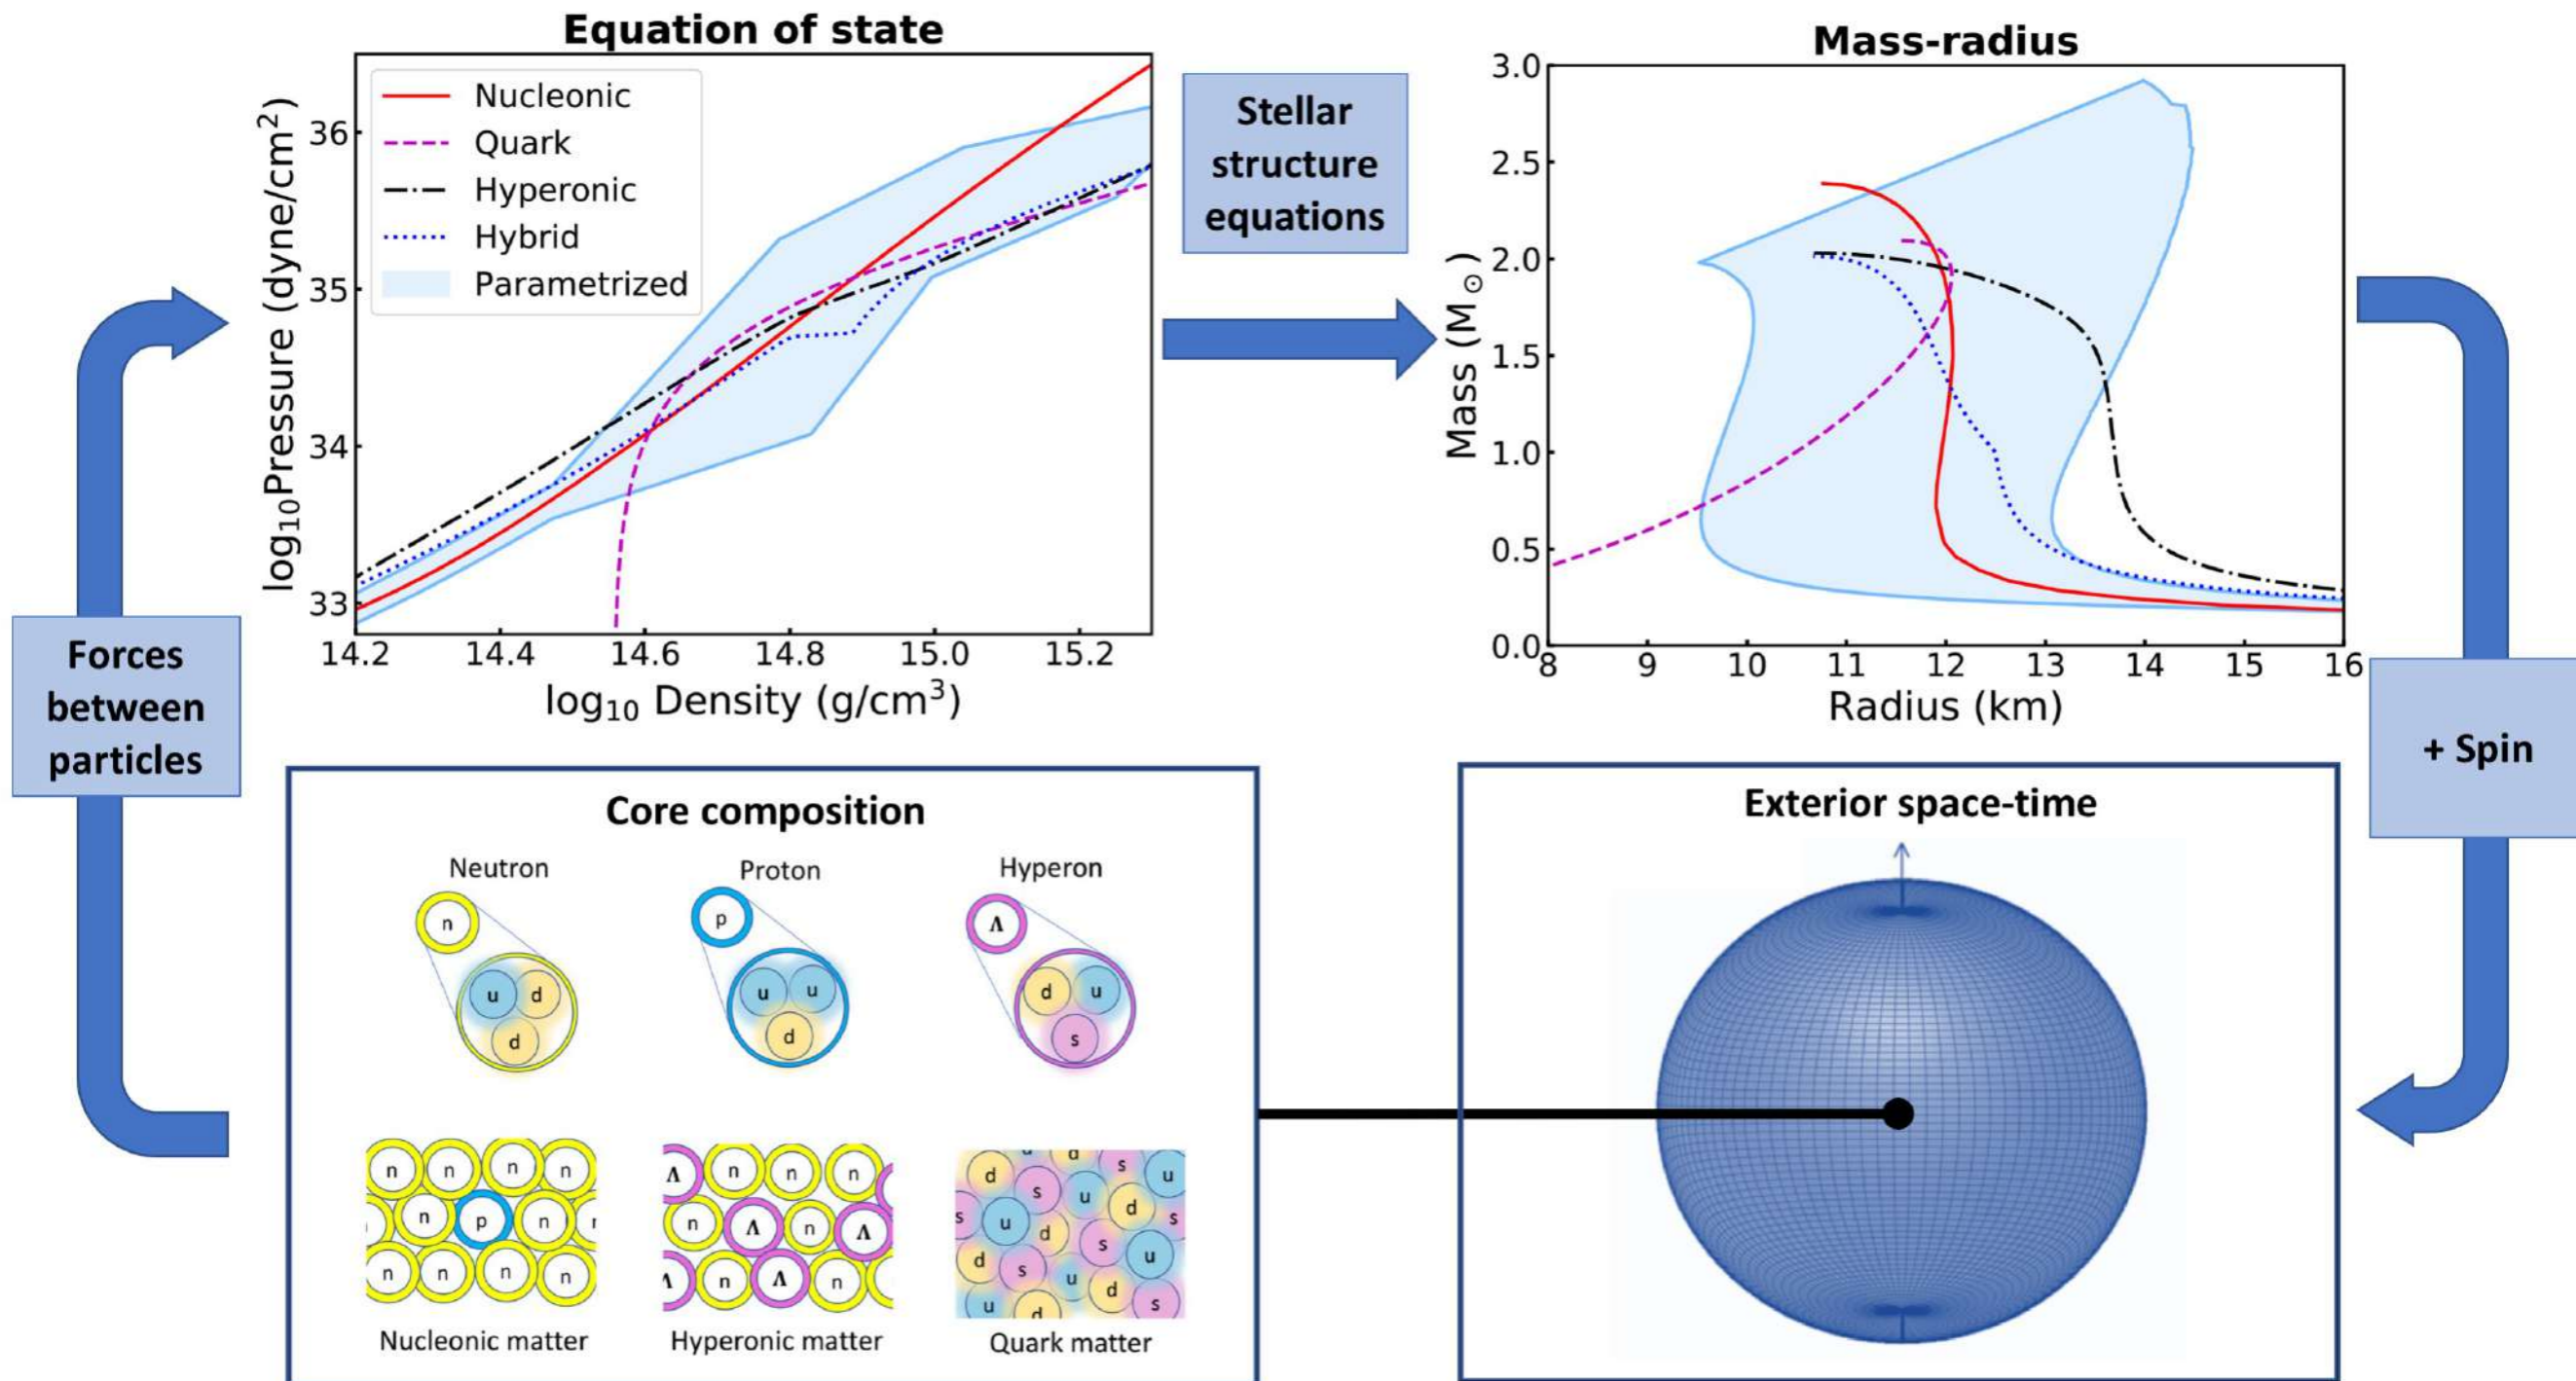 Equation of state
log₁₀Pressure (dyne/cm²)
36
35
34
33
Nucleonic
Quark
Hyperonic
Hybrid
Parametrized
14.2 14.4 14.6 14.8 15.0 15.2
log₁₀ Density (g/cm³)
Stellar
structure
equations
Mass-radius
Mass (M⊙)
3.0
2.5
2.0
1.5
1.0
0.5
0.0
8 9 10 11 12 13 14 15 16
Radius (km)
Forces
between
particles
+ Spin
Core composition
Neutron Proton Hyperon
n p Λ
u d u u d u
d d s
Λ
n n n n
n p n
n n n n
Nucleonic matter
Λ n n n
n Λ n Λ
Λ n Λ n
Hyperonic matter
u d s u
d s u d
s u d s s
d s u d u
u d s
Quark matter
Exterior space-time